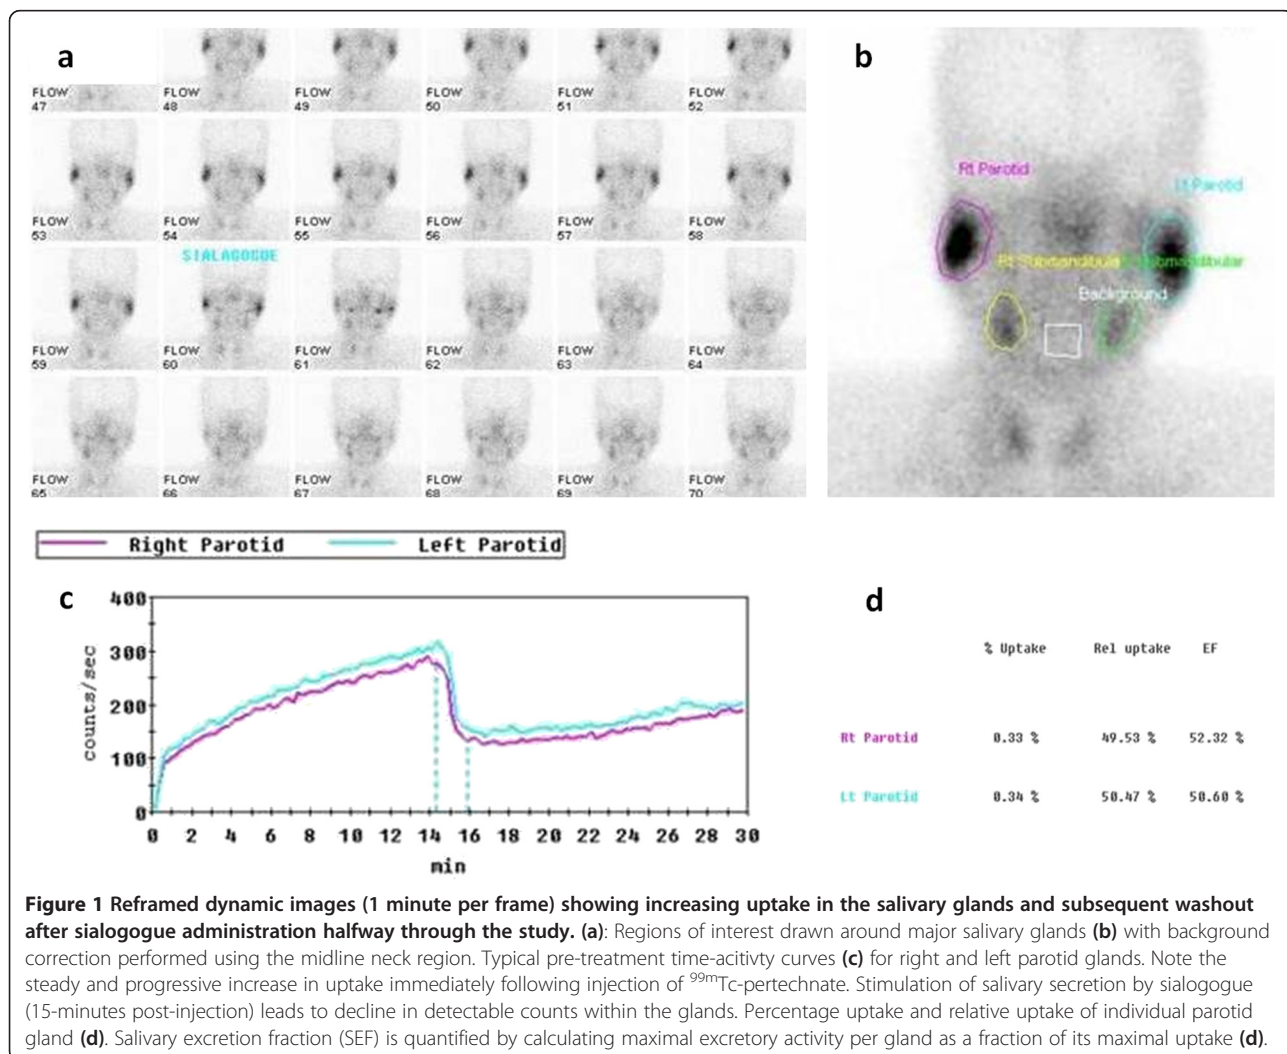 a
FLOW
47
FLOW
48
FLOW
49
FLOW
50
FLOW
51
FLOW
52
FLOW
53
FLOW
54
FLOW
55
FLOW
56
FLOW
57
FLOW
58
SIALAGOGUE
FLOW
59
FLOW
60
FLOW
61
FLOW
62
FLOW
63
FLOW
64
FLOW
65
FLOW
66
FLOW
67
FLOW
68
FLOW
69
FLOW
70
b
Rt Parotid
Lt Parotid
Background
Right Parotid Left Parotid
c
400
300
200
100
0
counts/sec
0 2 4 6 8 10 12 14 16 18 20 22 24 26 28 30
min
d
% Uptake Rel uptake EF
Rt Parotid 0.33 % 49.53 % 52.32 %
Lt Parotid 0.34 % 50.47 % 50.60 %
Figure 1 Reframed dynamic images (1 minute per frame) showing increasing uptake in the salivary glands and subsequent washout
after sialogogue administration halfway through the study. (a): Regions of interest drawn around major salivary glands (b) with background
correction performed using the midline neck region. Typical pre-treatment time-acitivty curves (c) for right and left parotid glands. Note the
steady and progressive increase in uptake immediately following injection of ⁹⁹ᵐTc-pertechnate. Stimulation of salivary secretion by sialogogue
(15-minutes post-injection) leads to decline in detectable counts within the glands. Percentage uptake and relative uptake of individual parotid
gland (d). Salivary excretion fraction (SEF) is quantified by calculating maximal excretory activity per gland as a fraction of its maximal uptake (d).